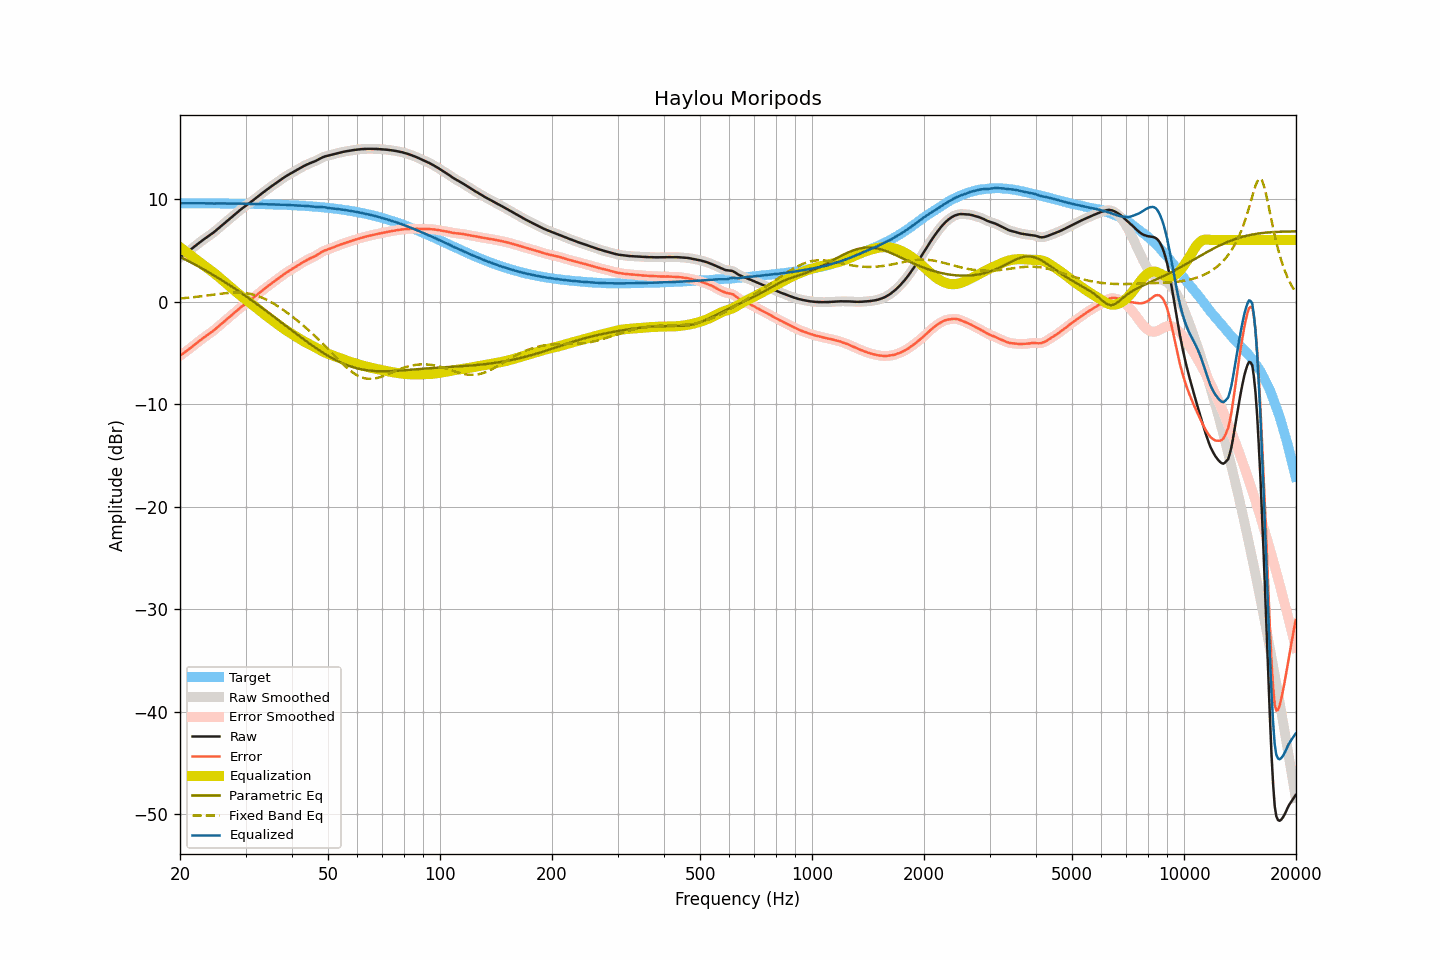 Haylou Moripods
10
0
−10
−20
−30
−40
−50
Amplitude (dBr)
Target
Raw Smoothed
Error Smoothed
Raw
Error
Equalization
Parametric Eq
Fixed Band Eq
Equalized
20 50 100 200 500 1000 2000 5000 10000 20000
Frequency (Hz)